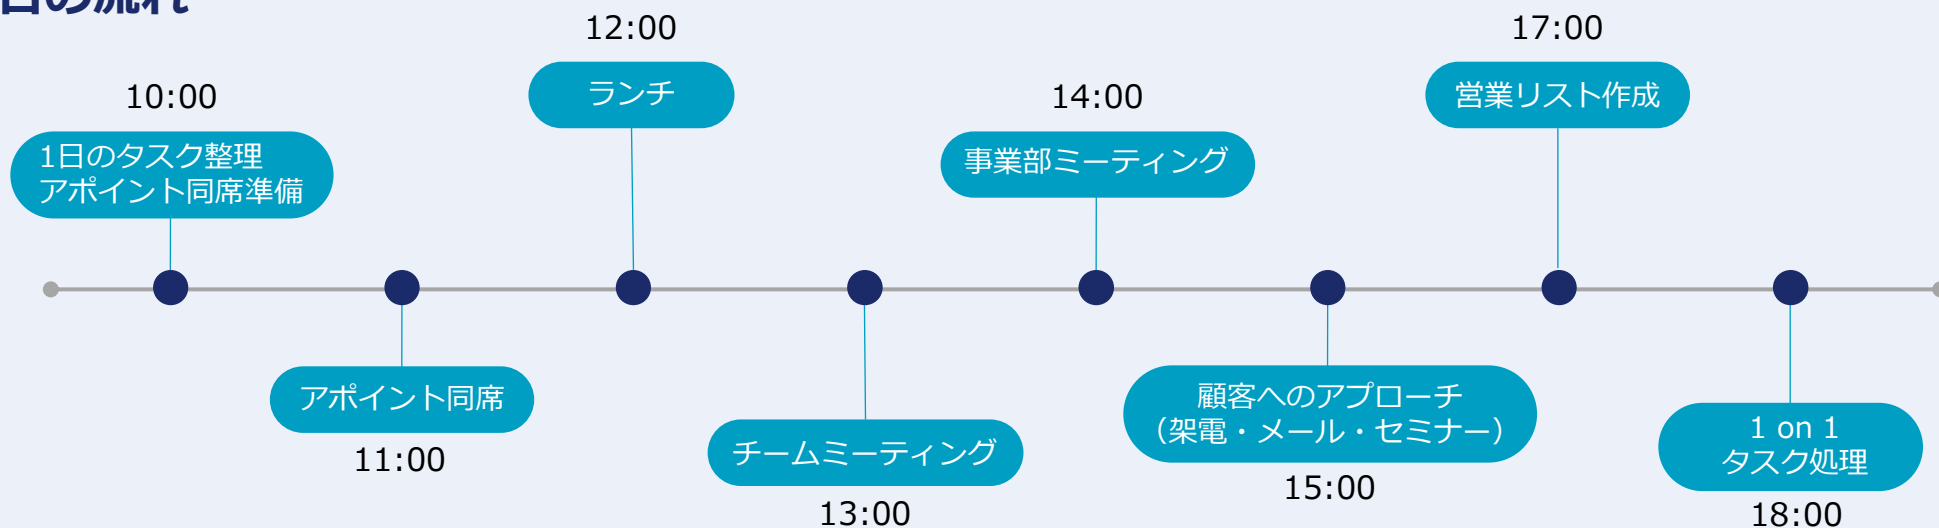 日の流れ
10:00
1日のタスク整理
アポイント同席準備
アポイント同席
11:00
12:00
ランチ
チームミーティング
13:00
14:00
事業部ミーティング
顧客へのアプローチ
（架電・メール・セミナー）
15:00
17:00
営業リスト作成
1 on 1
タスク処理
18:00